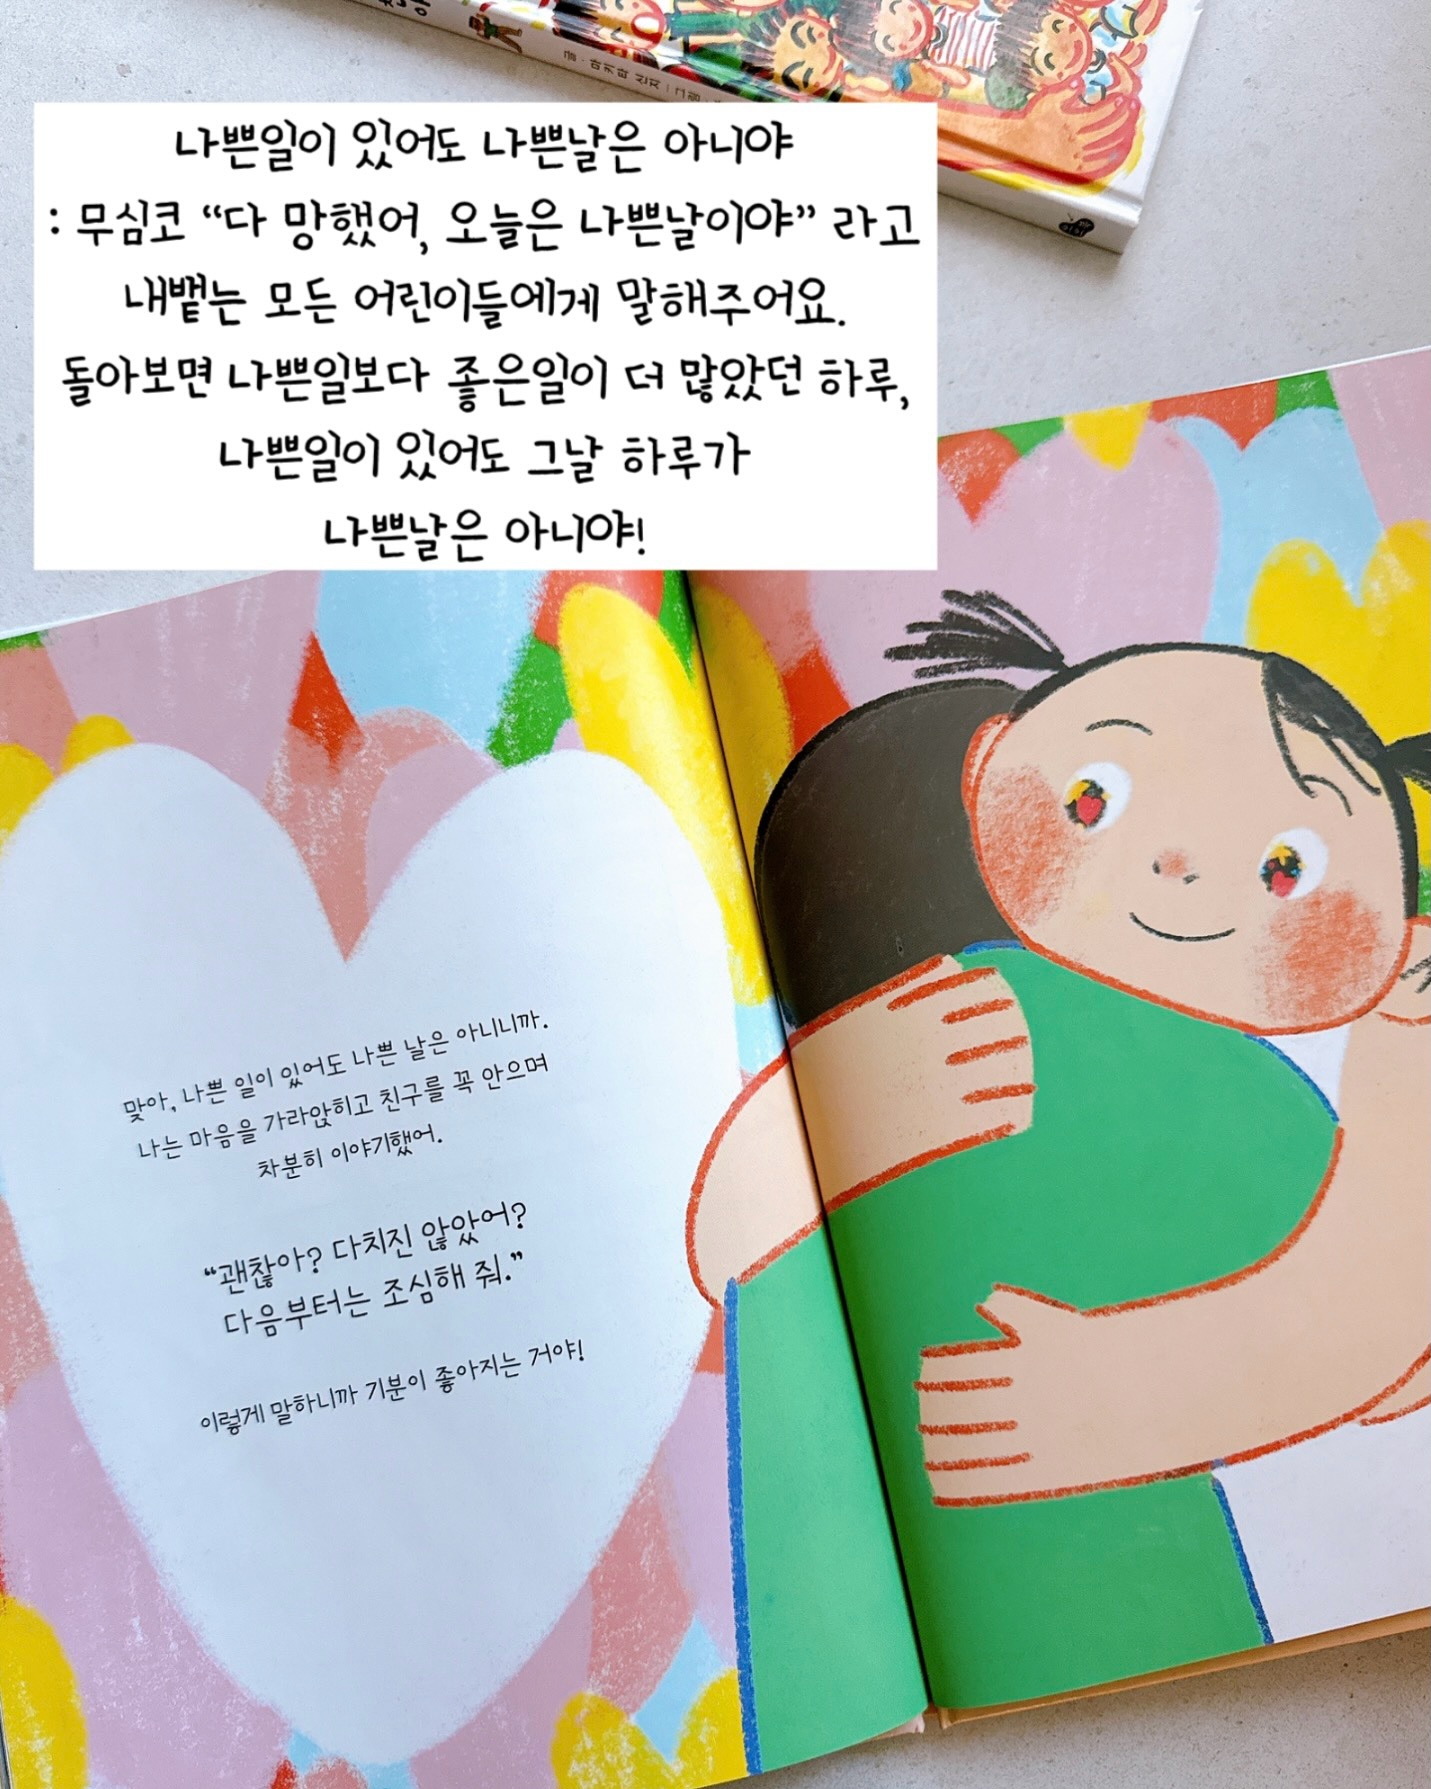 글·마키타 신지
나쁜일이 있어도 나쁜날은 아니야
: 무심코 “다 망했어, 오늘은 나쁜날이야” 라고
내뱉는 모든 어린이들에게 말해주어요.
돌아보면 나쁜일보다 좋은일이 더 많았던 하루,
나쁜일이 있어도 그날 하루가
나쁜날은 아니야!
맞아, 나쁜 일이 있어도 나쁜 날은 아니니까.
나는 마음을 가라앉히고 친구를 꼭 안으며
차분히 이야기했어.
“괜찮아? 다치진 않았어?
다음부터는 조심해 줘.”
이렇게 말하니까 기분이 좋아지는 거야!